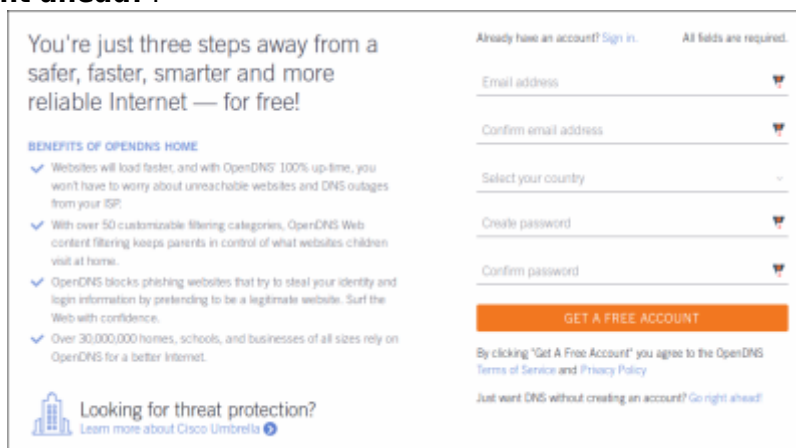 nt ahead! .
You're just three steps away from a
safer, faster, smarter and more
reliable Internet — for free!
BENEFITS OF OPENDNS HOME
Websites will load faster, and with OpenDNS' 100% up-time, you
won't have to worry about unreachable websites and DNS outages
from your ISP.
With over 50 customizable filtering categories, OpenDNS Web
content filtering keeps parents in control of what websites children
visit at home.
OpenDNS blocks phishing websites that try to steal your identity and
login information by pretending to be a legitimate website. Surf the
Web with confidence.
Over 30,000,000 homes, schools, and businesses of all sizes rely on
OpenDNS for a better Internet.
Looking for threat protection?
Learn more about Cisco Umbrella
Already have an account? Sign in. All fields are required.
Email address
Confirm email address
Select your country
Create password
Confirm password
GET A FREE ACCOUNT
By clicking "Get A Free Account" you agree to the OpenDNS
Terms of Service and Privacy Policy
Just want DNS without creating an account? Go right ahead!